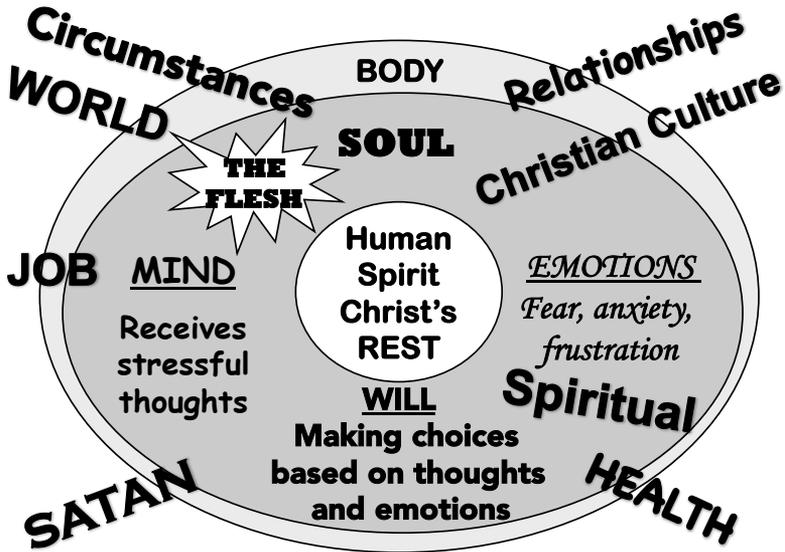 Circumstances
WORLD
BODY
Relationships
Christian Culture
SOUL
THE
FLESH
JOB
MIND
Receives
stressful
thoughts
Human
Spirit
Christ's
REST
EMOTIONS
Fear, anxiety,
frustration
Spiritual
WILL
Making choices
based on thoughts
and emotions
SATAN
HEALTH